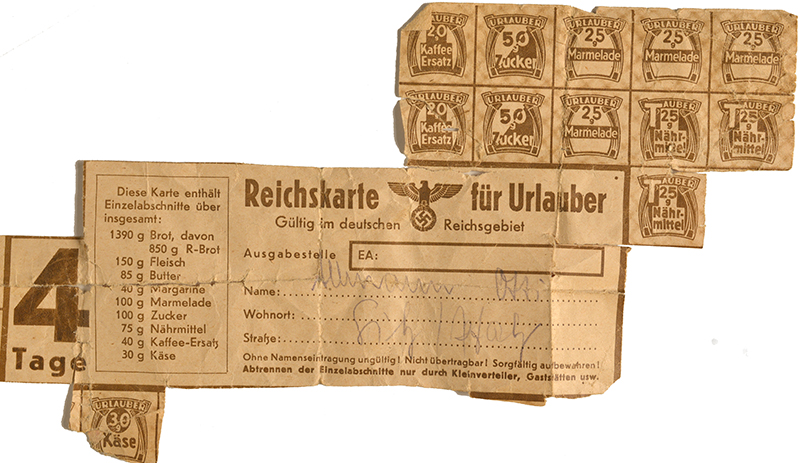 URLAUBER URLAUBER URLAUBER URLAUBER URLAUBER
20 50 g 25 g 25 g 25 g
Kaffee Ersatz Zucker Marmelade Marmelade Marmelade
URLAUBER URLAUBER URLAUBER T AUBER T AUBER
20 50 g 25 g 25 g 25 g
Kaffee Ersatz Zucker Marmelade Nähr-mittel Nähr-mittel
T AUBER
25 g
Nähr-mittel
Diese Karte enthält
Einzelabschnitte über
insgesamt:
1390 g Brot, davon
850 g R-Brot
150 g Fleisch
85 g Butter
40 g Margarine
100 g Marmelade
100 g Zucker
75 g Nährmittel
40 g Kaffee-Ersatz
30 g Käse
Reichskarte für Urlauber
Gültig im deutschen Reichsgebiet
Ausgabestelle EA:
Name:
Wohnort:
Straße:
Ohne Namenseintragung ungültig! Nicht übertragbar! Sorgfältig aufbewahren!
Abtrennen der Einzelabschnitte nur durch Kleinverteiler, Gaststätten usw.
4
Tage
URLAUBER
30 g
Käse